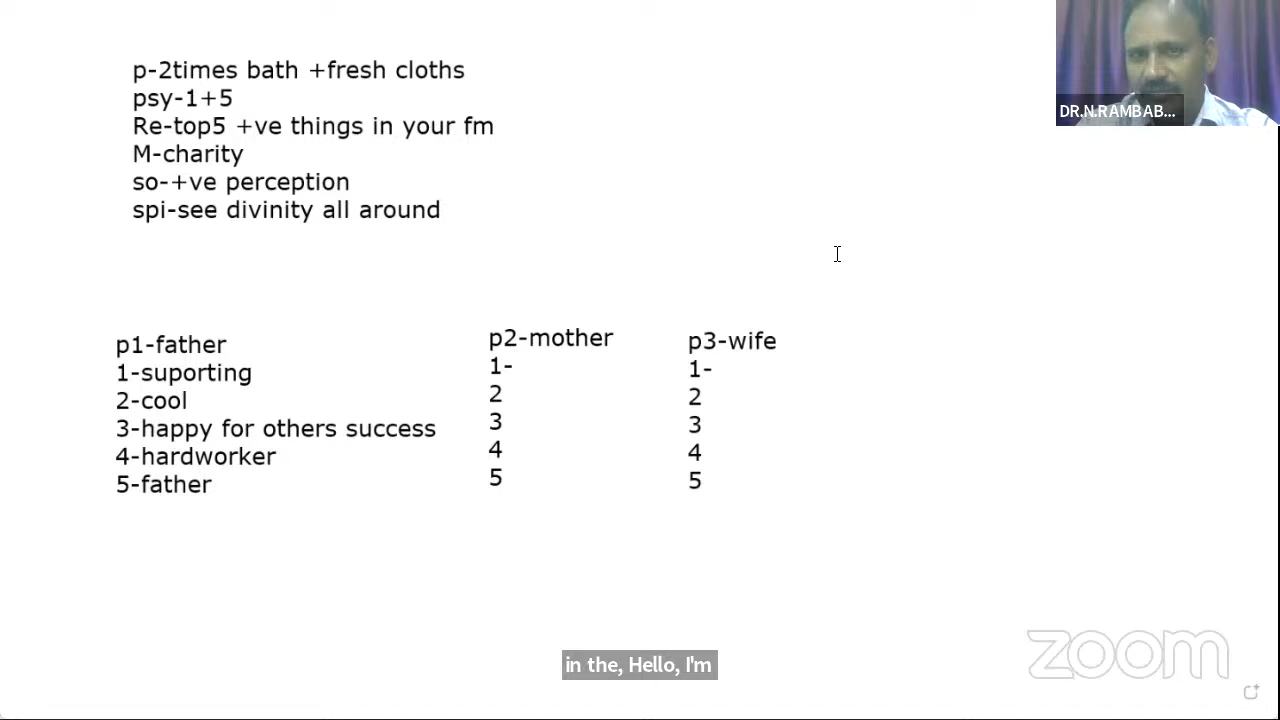 p-2times bath +fresh cloths
psy-1+5
Re-top5 +ve things in your fm
M-charity
so-+ve perception
spi-see divinity all around
DR.N.RAMBAB...
p1-father
1-suporting
2-cool
3-happy for others success
4-hardworker
5-father
p2-mother
1-
2
3
4
5
p3-wife
1-
2
3
4
5
in the, Hello, I'm
zoom